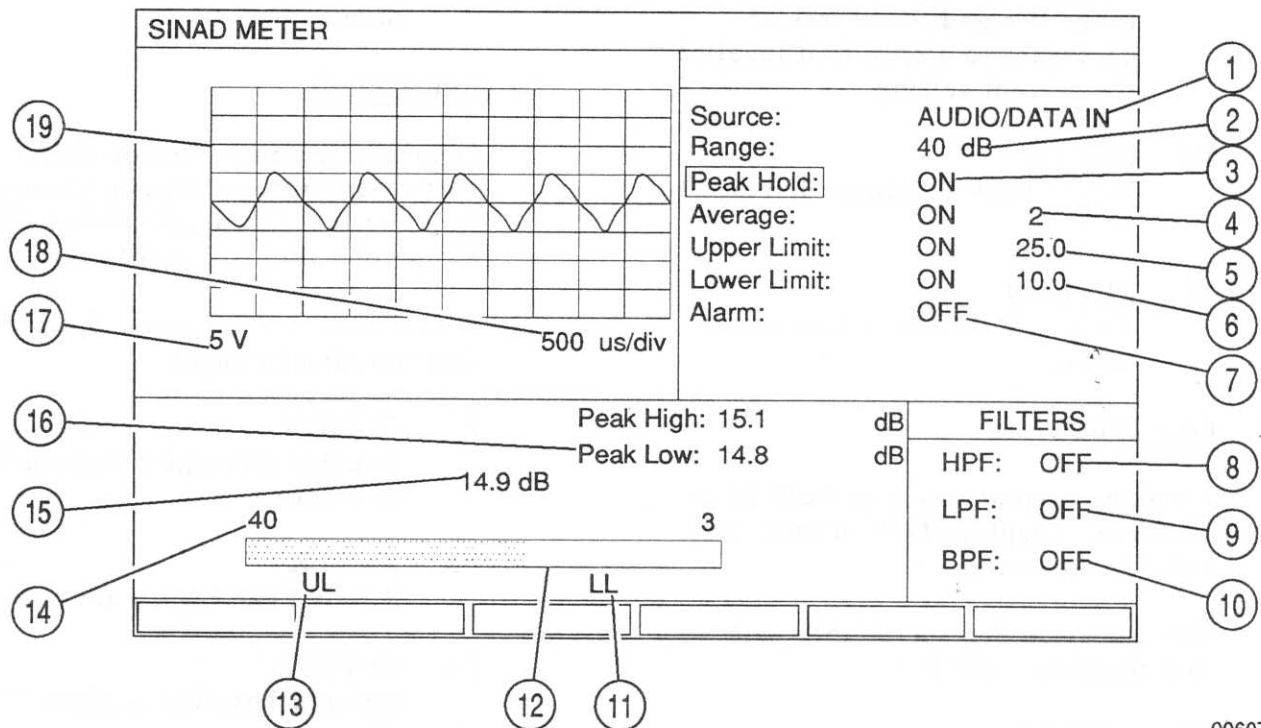 SINAD METER
Source: AUDIO/DATA IN
Range: 40 dB
Peak Hold: ON
Average: ON 2
Upper Limit: ON 25.0
Lower Limit: ON 10.0
Alarm: OFF
5 V 500 us/div
Peak High: 15.1 dB
Peak Low: 14.8 dB
14.9 dB
40 3
UL LL
FILTERS
HPF: OFF
LPF: OFF
BPF: OFF
1
2
3
4
5
6
7
8
9
10
11
12
13
14
15
16
17
18
19